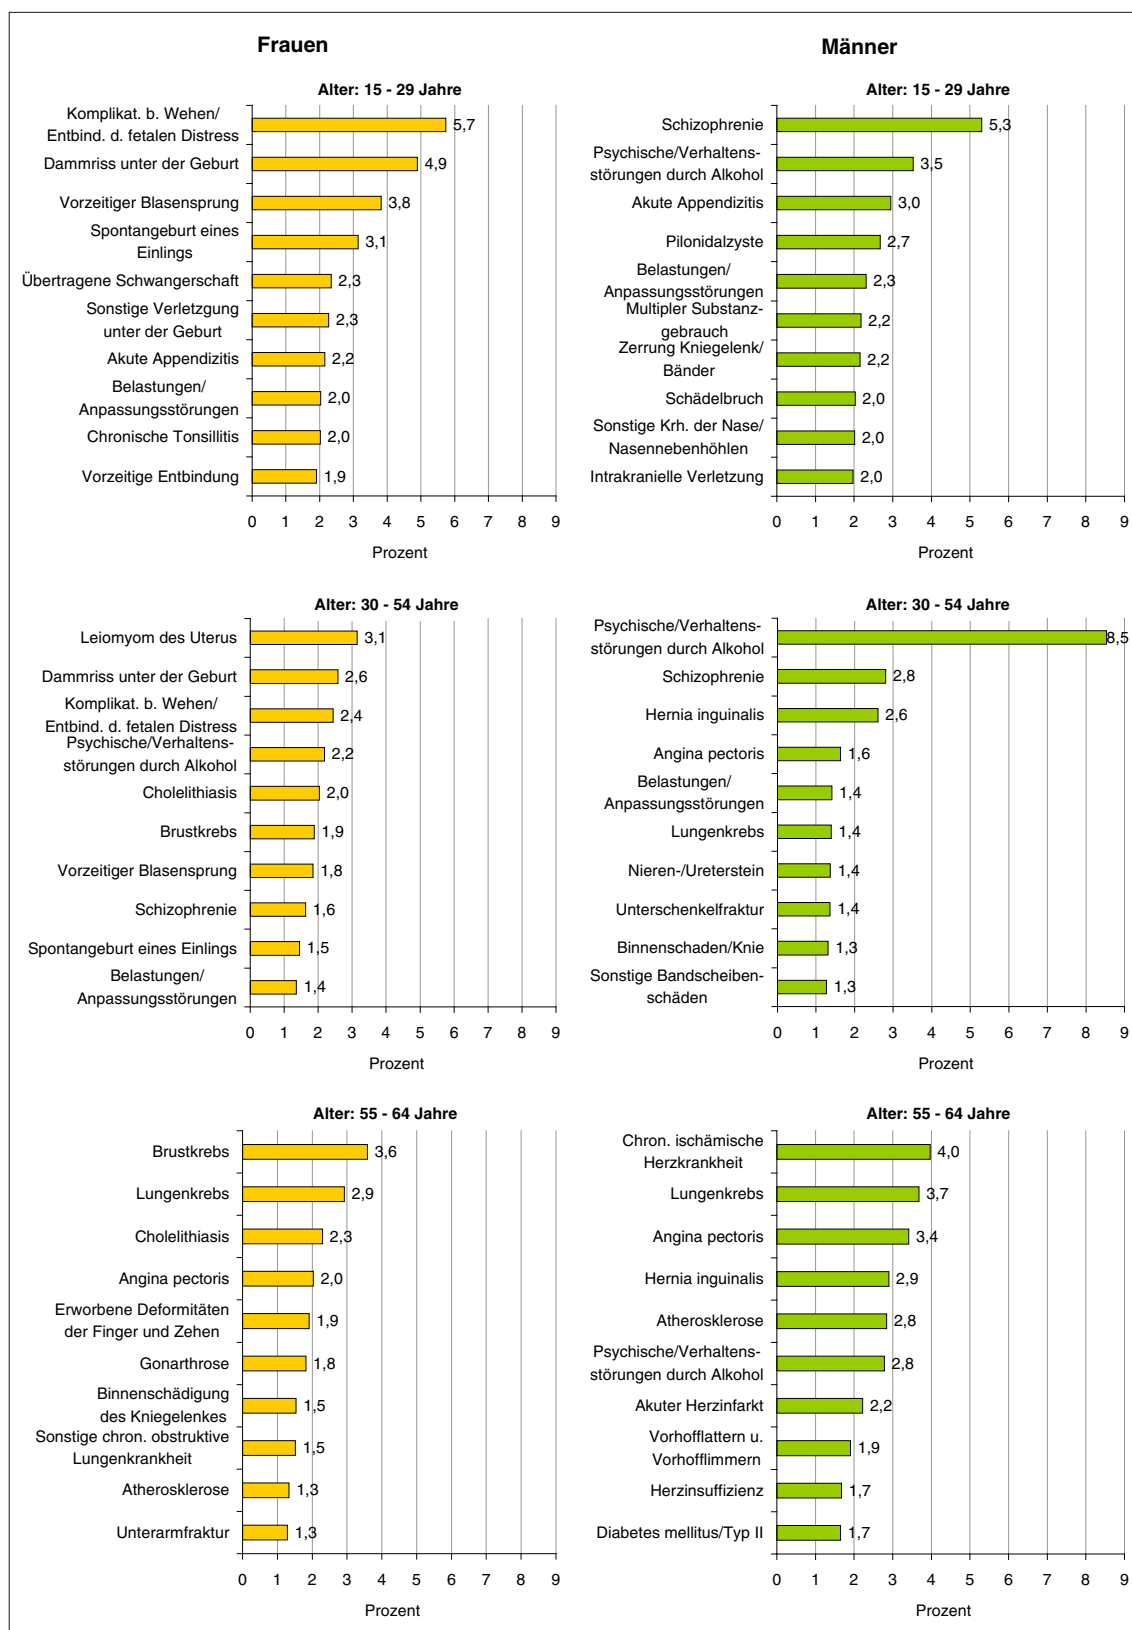 Frauen
Alter: 15 - 29 Jahre
Komplikat. b. Wehen/
Entbind. d. fetalen Distress
5,7
Dammriss unter der Geburt
4,9
Vorzeitiger Blasensprung
3,8
Spontangeburt eines
Einlings
3,1
Übertragene Schwangerschaft
2,3
Sonstige Verletzgung
unter der Geburt
2,3
Akute Appendizitis
2,2
Belastungen/
Anpassungsstörungen
2,0
Chronische Tonsillitis
2,0
Vorzeitige Entbindung
1,9
0 1 2 3 4 5 6 7 8 9
Prozent
Männer
Alter: 15 - 29 Jahre
Schizophrenie
5,3
Psychische/Verhaltens-
störungen durch Alkohol
3,5
Akute Appendizitis
3,0
Pilonidalzyste
2,7
Belastungen/
Anpassungsstörungen
2,3
Multipler Substanz-
gebrauch
2,2
Zerrung Kniegelenk/
Bänder
2,2
Schädelbruch
2,0
Sonstige Krh. der Nase/
Nasennebenhöhlen
2,0
Intrakranielle Verletzung
2,0
0 1 2 3 4 5 6 7 8 9
Prozent
Alter: 30 - 54 Jahre
Leiomyom des Uterus
3,1
Dammriss unter der Geburt
2,6
Komplikat. b. Wehen/
Entbind. d. fetalen Distress
2,4
Psychische/Verhaltens-
störungen durch Alkohol
2,2
Cholelithiasis
2,0
Brustkrebs
1,9
Vorzeitiger Blasensprung
1,8
Schizophrenie
1,6
Spontangeburt eines Einlings
1,5
Belastungen/
Anpassungsstörungen
1,4
0 1 2 3 4 5 6 7 8 9
Prozent
Alter: 30 - 54 Jahre
Psychische/Verhaltens-
störungen durch Alkohol
8,5
Schizophrenie
2,8
Hernia inguinalis
2,6
Angina pectoris
1,6
Belastungen/
Anpassungsstörungen
1,4
Lungenkrebs
1,4
Nieren-/Ureterstein
1,4
Unterschenkelfraktur
1,4
Binnenschaden/Knie
1,3
Sonstige Bandscheiben-
schäden
1,3
0 1 2 3 4 5 6 7 8 9
Prozent
Alter: 55 - 64 Jahre
Brustkrebs
3,6
Lungenkrebs
2,9
Cholelithiasis
2,3
Angina pectoris
2,0
Erworbene Deformitäten
der Finger und Zehen
1,9
Gonarthrose
1,8
Binnenschädigung
des Kniegelenkes
1,5
Sonstige chron. obstruktive
Lungenkrankheit
1,5
Atherosklerose
1,3
Unterarmfraktur
1,3
0 1 2 3 4 5 6 7 8 9
Prozent
Alter: 55 - 64 Jahre
Chron. ischämische
Herzkrankheit
4,0
Lungenkrebs
3,7
Angina pectoris
3,4
Hernia inguinalis
2,9
Atherosklerose
2,8
Psychische/Verhaltens-
störungen durch Alkohol
2,8
Akuter Herzinfarkt
2,2
Vorhofflattern u.
Vorhofflimmern
1,9
Herzinsuffizienz
1,7
Diabetes mellitus/Typ II
1,7
0 1 2 3 4 5 6 7 8 9
Prozent